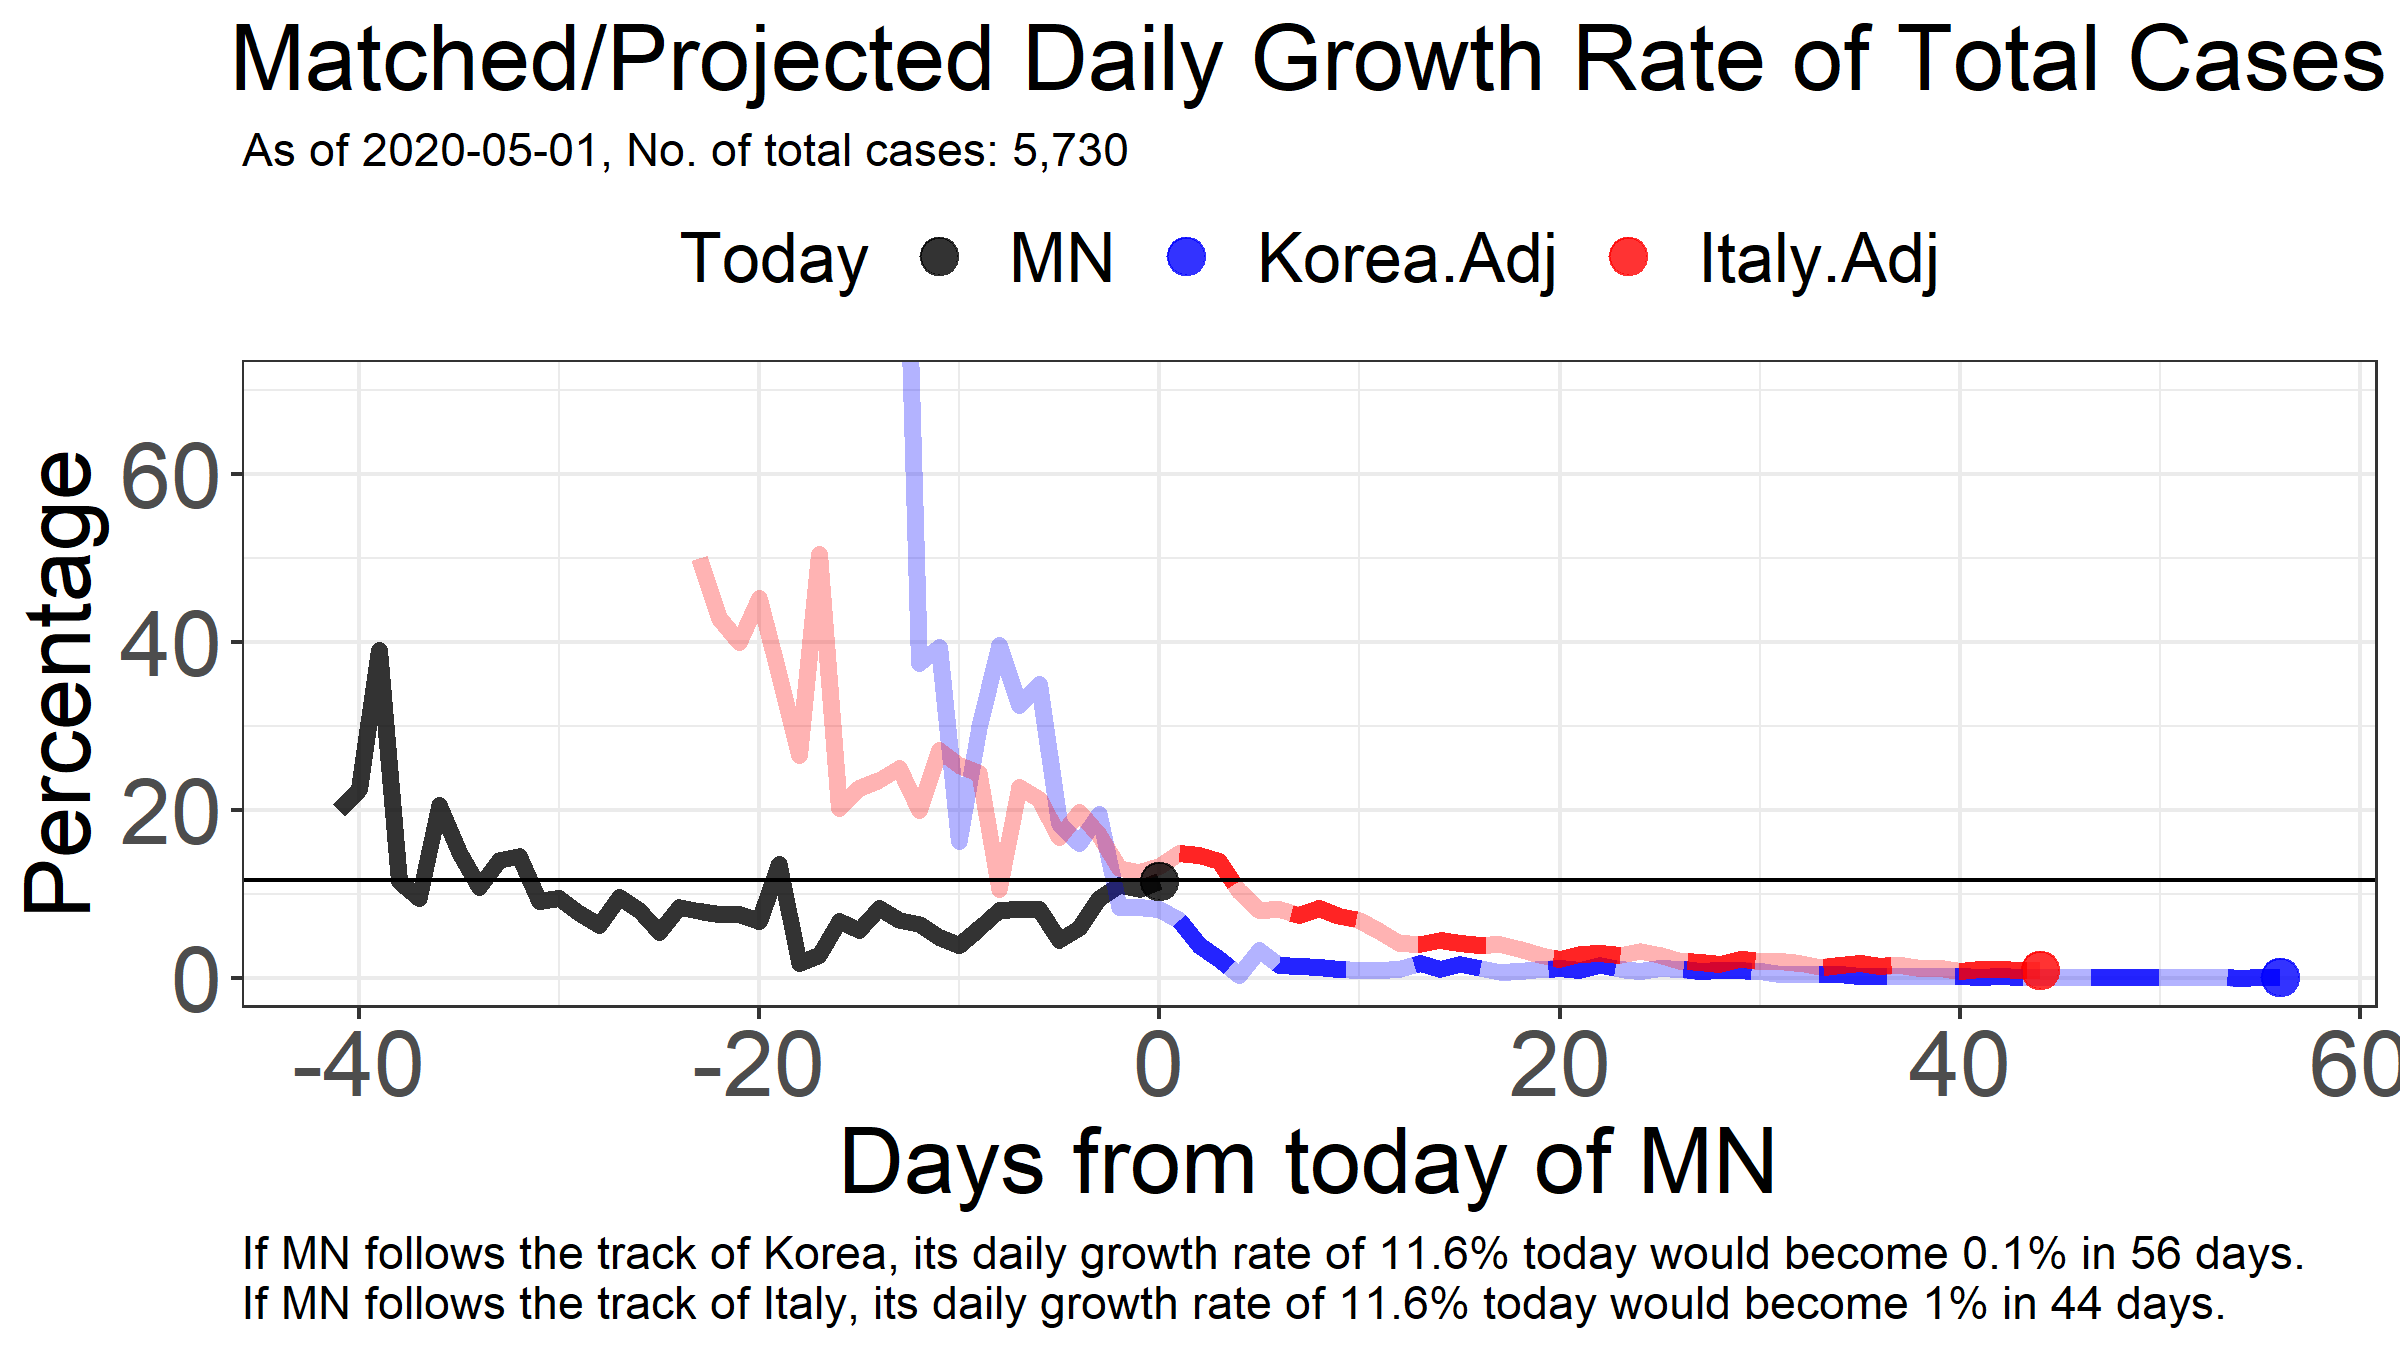 Matched/Projected Daily Growth Rate of Total Cases
As of 2020-05-01, No. of total cases: 5,730
Today MN Korea.Adj Italy.Adj
Percentage
60
40
20
0
-40 -20 0 20 40 60
Days from today of MN
If MN follows the track of Korea, its daily growth rate of 11.6% today would become 0.1% in 56 days.
If MN follows the track of Italy, its daily growth rate of 11.6% today would become 1% in 44 days.